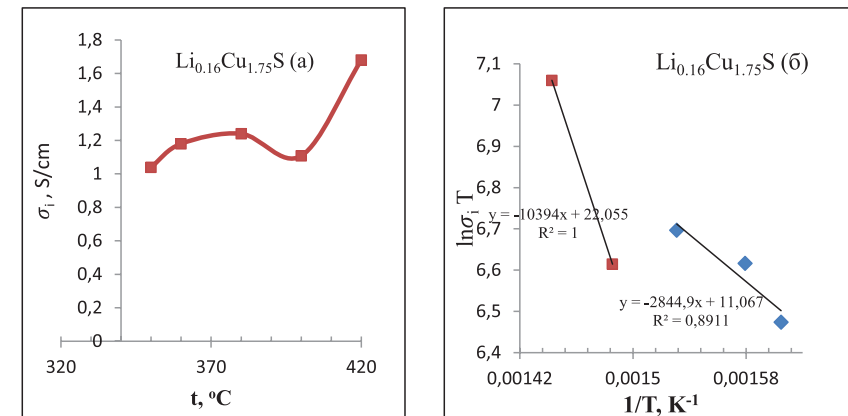 Li0.16Cu1.75S (a)
1,8
1,6
1,4
1,2
1
0,8
0,6
0,4
0,2
0
σi , S/cm
320
370
420
t, °C
Li0.16Cu1.75S (б)
7,1
7
6,9
6,8
6,7
6,6
6,5
6,4
lnσi T
y = -10394x + 22,055
R² = 1
y = -2844,9x + 11,067
R² = 0,8911
0,00142
0,0015
0,00158
1/T, K-1